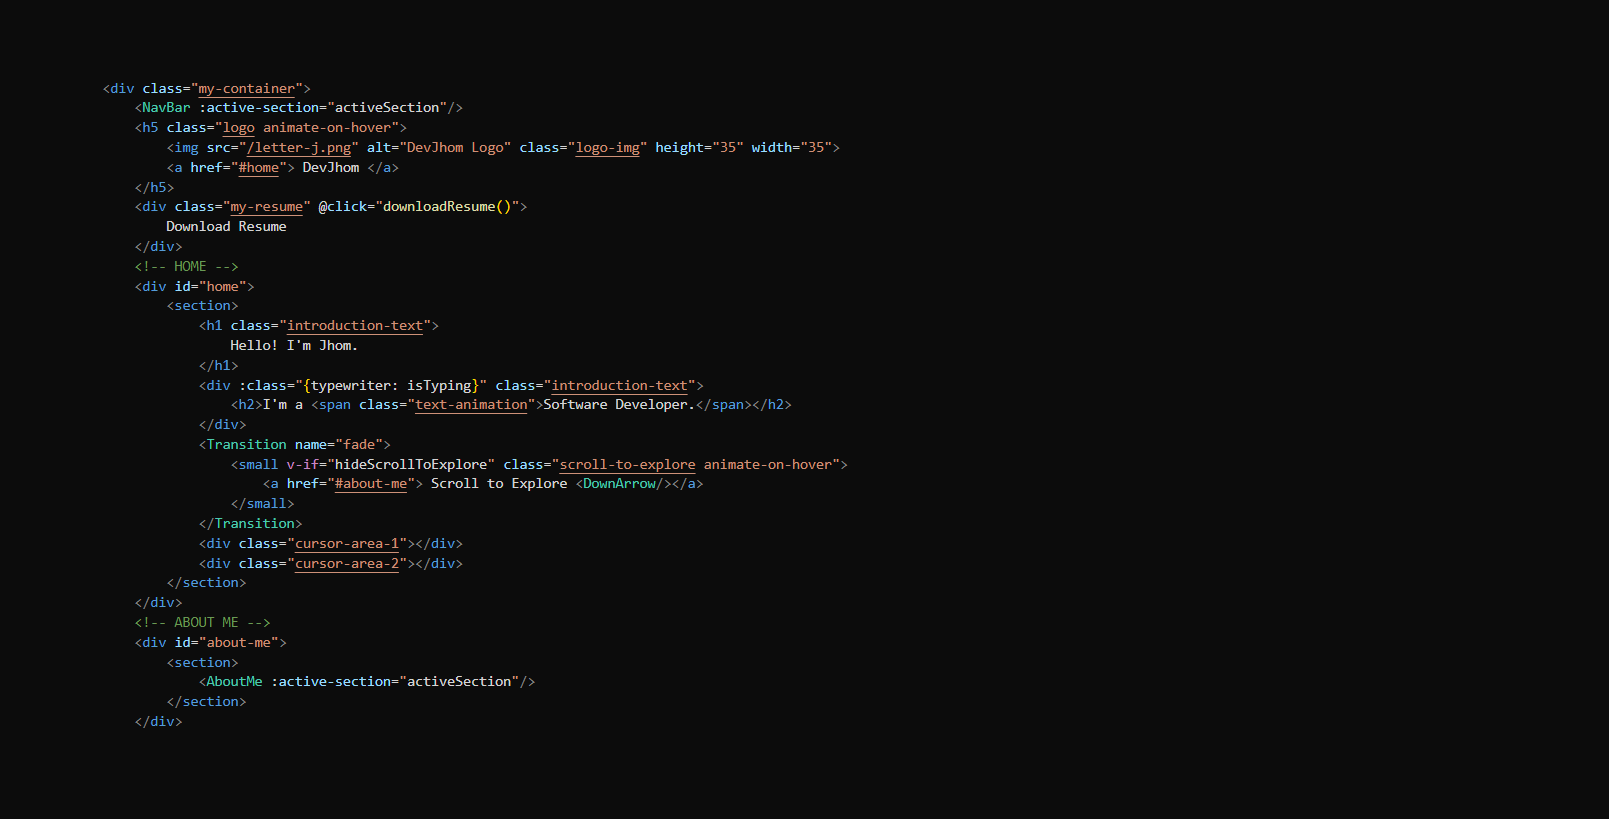 <div class="my-container">
<NavBar :active-section="activeSection"/>
<h5 class="logo animate-on-hover">
<img src="/letter-j.png" alt="DevJhom Logo" class="logo-img" height="35" width="35">
<a href="#home"> DevJhom </a>
</h5>
<div class="my-resume" @click="downloadResume()">
Download Resume
</div>
<!-- HOME -->
<div id="home">
<section>
<h1 class="introduction-text">
Hello! I'm Jhom.
</h1>
<div :class="{typewriter: isTyping}" class="introduction-text">
<h2>I'm a <span class="text-animation">Software Developer.</span></h2>
</div>
<Transition name="fade">
<small v-if="hideScrollToExplore" class="scroll-to-explore animate-on-hover">
<a href="#about-me"> Scroll to Explore <DownArrow/></a>
</small>
</Transition>
<div class="cursor-area-1"></div>
<div class="cursor-area-2"></div>
</section>
</div>
<!-- ABOUT ME -->
<div id="about-me">
<section>
<AboutMe :active-section="activeSection"/>
</section>
</div>